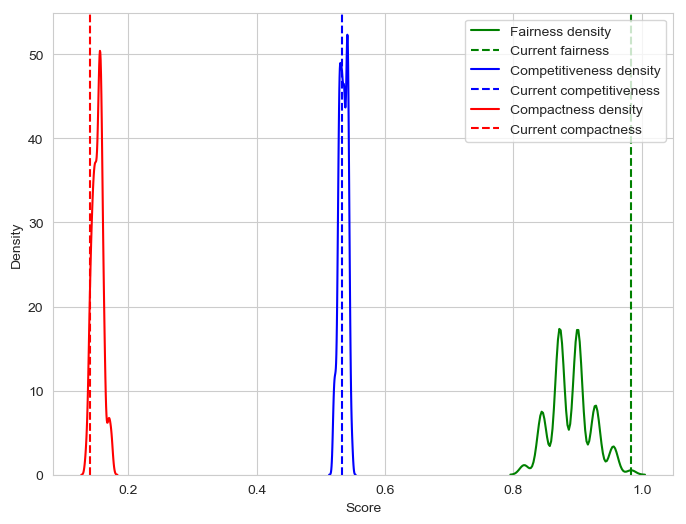 Fairness density
Current fairness
Competitiveness density
Current competitiveness
Compactness density
Current compactness
50
40
30
20
10
0
Density
0.2 0.4 0.6 0.8 1.0
Score